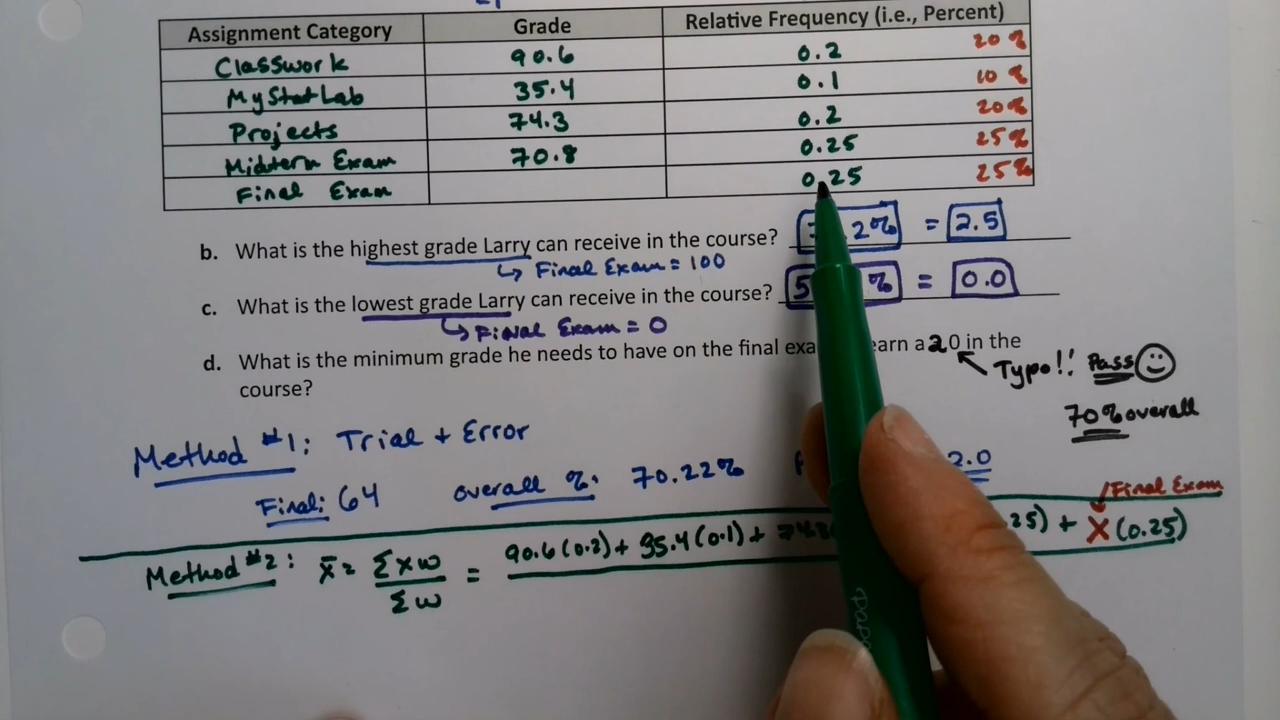 Assignment Category Grade Relative Frequency (i.e., Percent)
Classwork 90.6 0.2 20%
MyStatLab 35.4 0.1 10%
Projects 74.3 0.2 20%
Midterm Exam 70.8 0.25 25%
Final Exam 0.25 25%
b. What is the highest grade Larry can receive in the course? 2% = 2.5
↳ Final Exam = 100
c. What is the lowest grade Larry can receive in the course? 5 % = 0.0
↳ Final Exam = 0
d. What is the minimum grade he needs to have on the final earn a 2.0 in the
course?
Typo!! Pass
70% overall
Method #1: Trial + Error
Final: 64 overall %: 70.22% 2.0
Final Exam
Method #2: x̄ = Σxw / Σw = 90.6(0.2) + 35.4(0.1) + .25) + X(0.25)